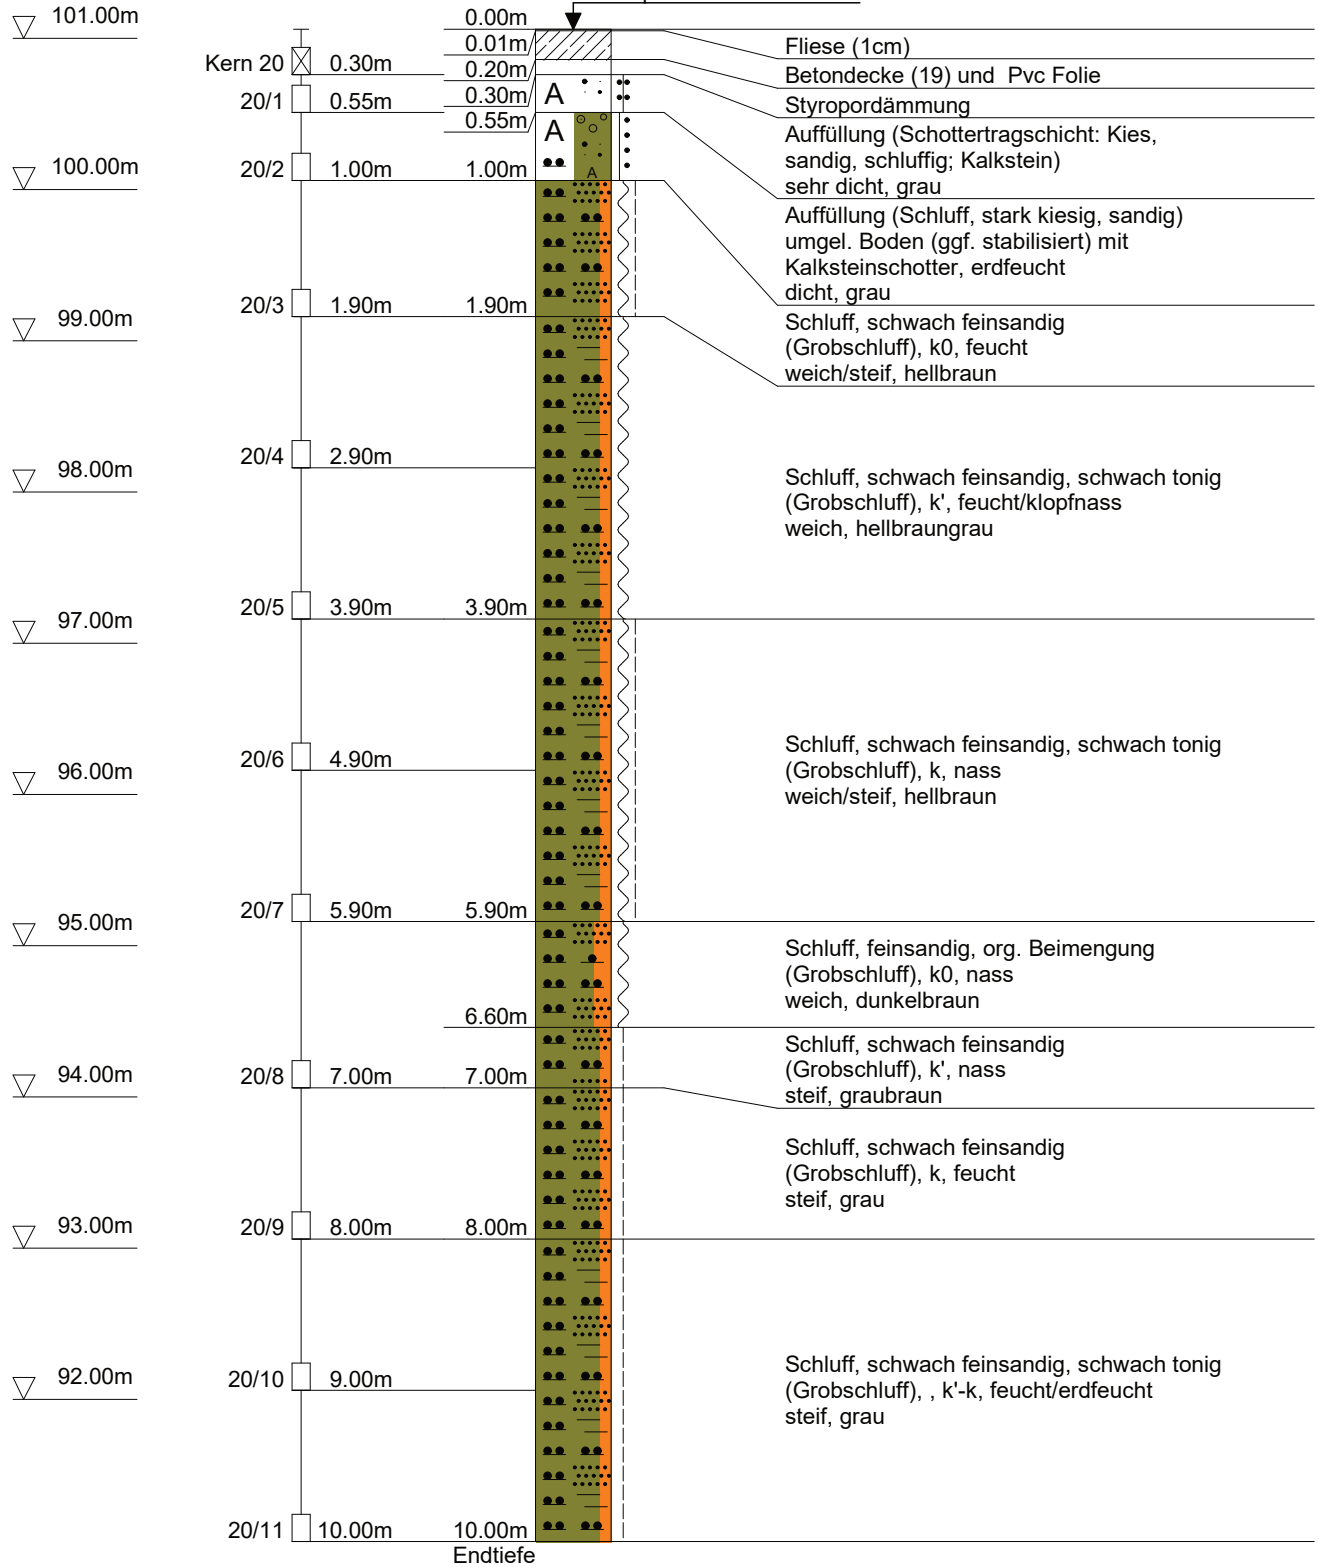 101.00m
0.00m
0.01m
Fliese (1cm)
Kern 20 0.30m
0.20m
Betondecke (19) und Pvc Folie
20/1 0.55m
0.30m
A
Styropordämmung
0.55m
A
Auffüllung (Schottertragschicht: Kies,
sandig, schluffig; Kalkstein)
sehr dicht, grau
100.00m
20/2 1.00m 1.00m
A
Auffüllung (Schluff, stark kiesig, sandig)
umgel. Boden (ggf. stabilisiert) mit
Kalksteinschotter, erdfeucht
dicht, grau
20/3 1.90m 1.90m
99.00m
Schluff, schwach feinsandig
(Grobschluff), k0, feucht
weich/steif, hellbraun
20/4 2.90m
98.00m
Schluff, schwach feinsandig, schwach tonig
(Grobschluff), k', feucht/klopfnass
weich, hellbraungrau
20/5 3.90m 3.90m
97.00m
20/6 4.90m
96.00m
Schluff, schwach feinsandig, schwach tonig
(Grobschluff), k, nass
weich/steif, hellbraun
20/7 5.90m 5.90m
95.00m
Schluff, feinsandig, org. Beimengung
(Grobschluff), k0, nass
weich, dunkelbraun
6.60m
94.00m
20/8 7.00m 7.00m
Schluff, schwach feinsandig
(Grobschluff), k', nass
steif, graubraun
Schluff, schwach feinsandig
(Grobschluff), k, feucht
steif, grau
93.00m
20/9 8.00m 8.00m
92.00m
20/10 9.00m
Schluff, schwach feinsandig, schwach tonig
(Grobschluff), , k'-k, feucht/erdfeucht
steif, grau
20/11 10.00m 10.00m
Endtiefe